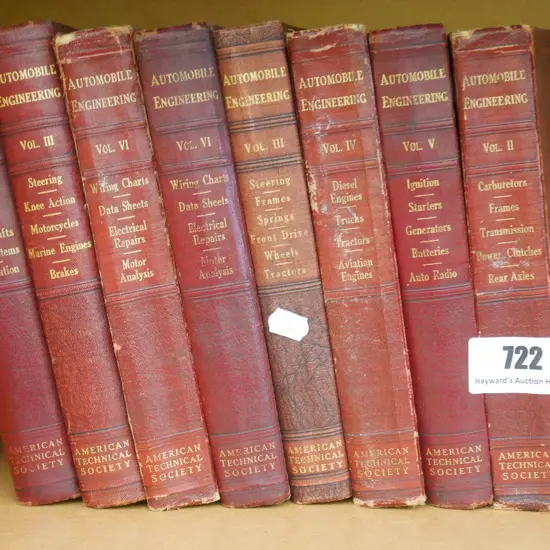 AUTOMOBILE
ENGINEERING
VOL. III
Steering
Knee Action
Motorcycles
Marine Engines
Brakes
AMERICAN
TECHNICAL
SOCIETY
AUTOMOBILE
ENGINEERING
VOL. VI
Wiring Charts
Data Sheets
Electrical
Repairs
Motor
Analysis
AMERICAN
TECHNICAL
SOCIETY
AUTOMOBILE
ENGINEERING
VOL. VI
Wiring Charts
Data Sheets
Electrical
Repairs
Motor
Analysis
AMERICAN
TECHNICAL
SOCIETY
AUTOMOBILE
ENGINEERING
VOL. III
Steering
Frames
Springs
Front Drive
Wheels
Tractors
AMERICAN
TECHNICAL
SOCIETY
AUTOMOBILE
ENGINEERING
VOL. IV
Diesel
Engines
Trucks
Tractors
Aviation
Engines
AMERICAN
TECHNICAL
SOCIETY
AUTOMOBILE
ENGINEERING
VOL. V
Ignition
Starters
Generators
Batteries
Auto Radio
AMERICAN
TECHNICAL
SOCIETY
AUTOMOBILE
ENGINEERING
VOL. II
Carburetors
Frames
Transmission
Power Clutches
Rear Axles
AMERICAN
TECHNICAL
SOCIETY
722
Hayward's Auction